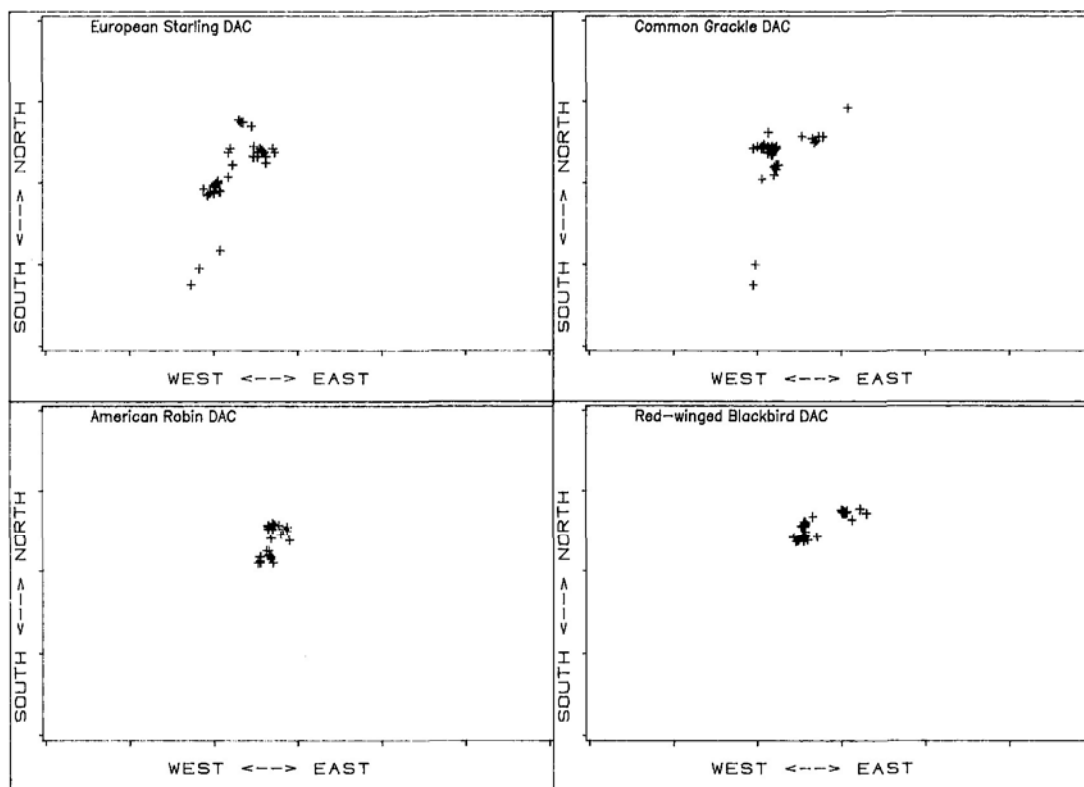 European Starling DAC
SOUTH <---> NORTH
WEST <---> EAST
Common Grackle DAC
SOUTH <---> NORTH
WEST <---> EAST
American Robin DAC
SOUTH <---> NORTH
WEST <---> EAST
Red-winged Blackbird DAC
SOUTH <---> NORTH
WEST <---> EAST